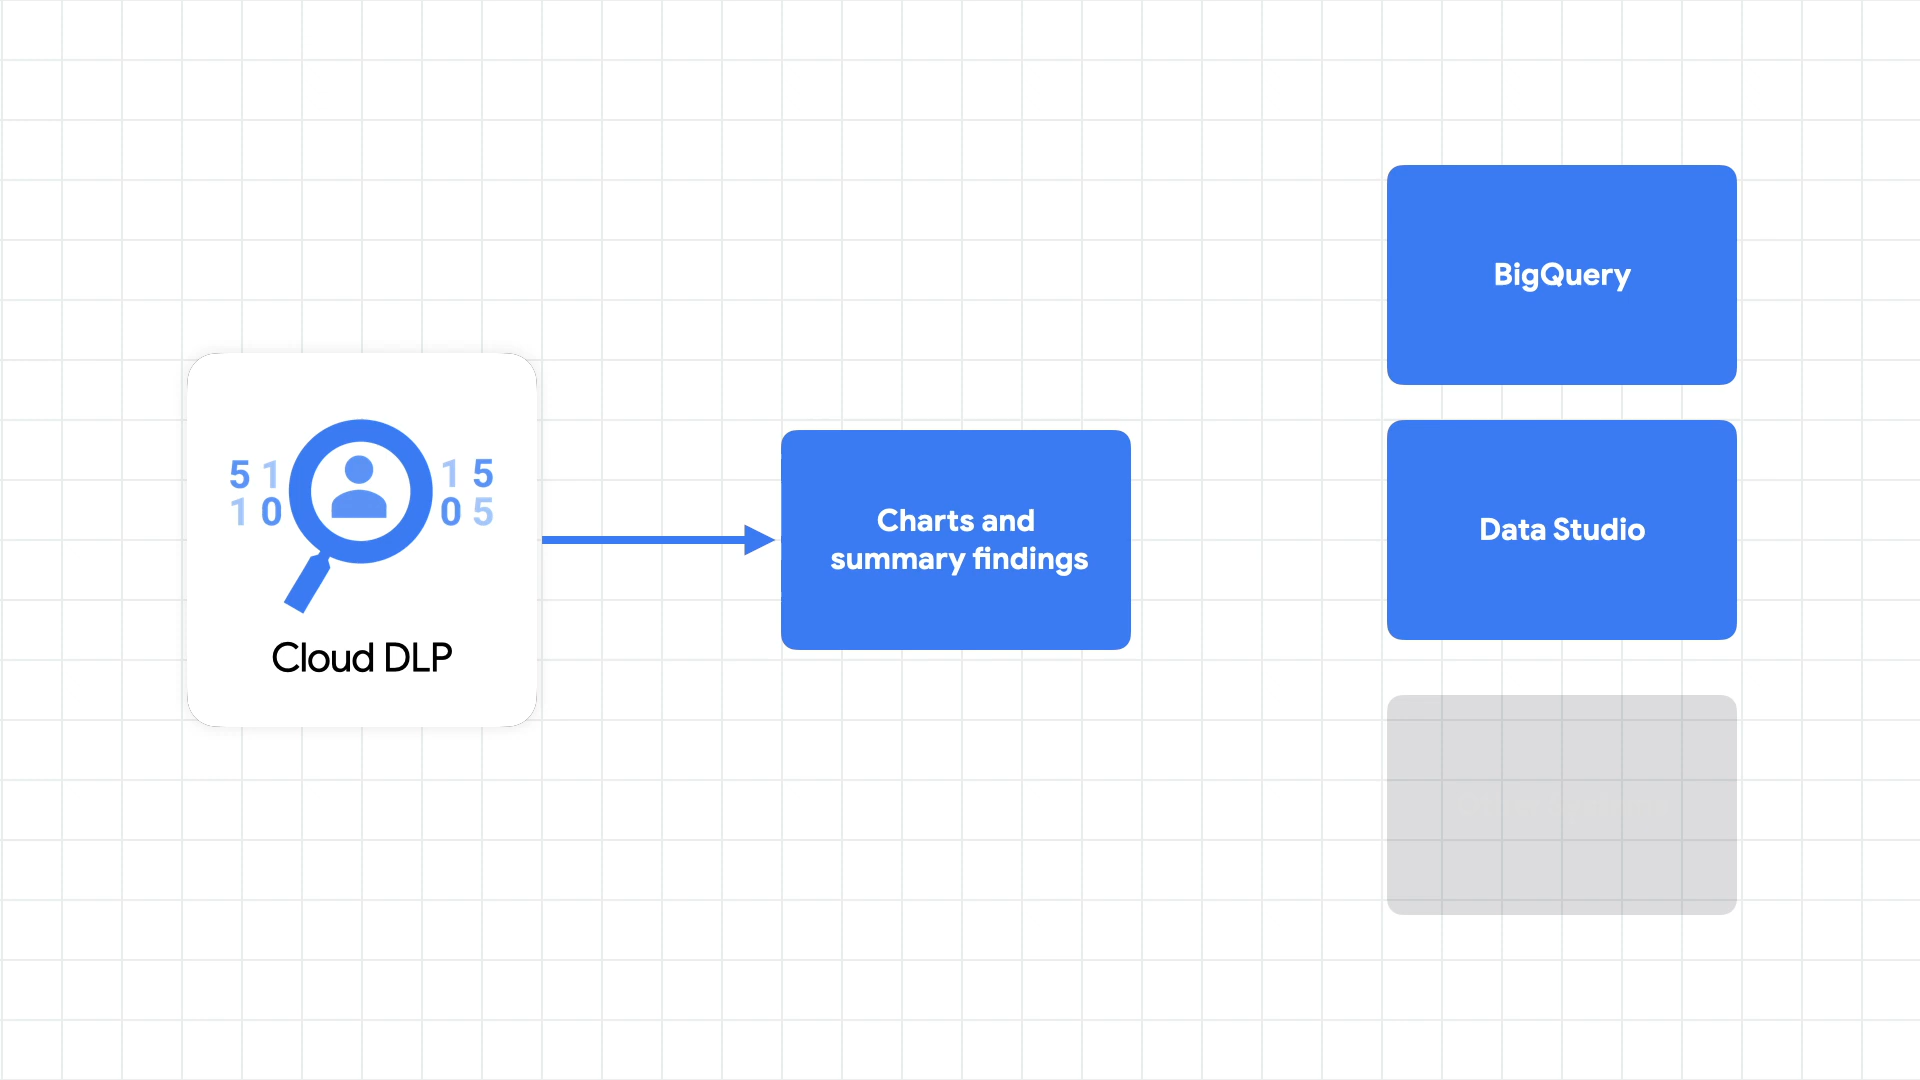 5 1
1 0
1 5
0 5
Cloud DLP
Charts and
summary findings
BigQuery
Data Studio